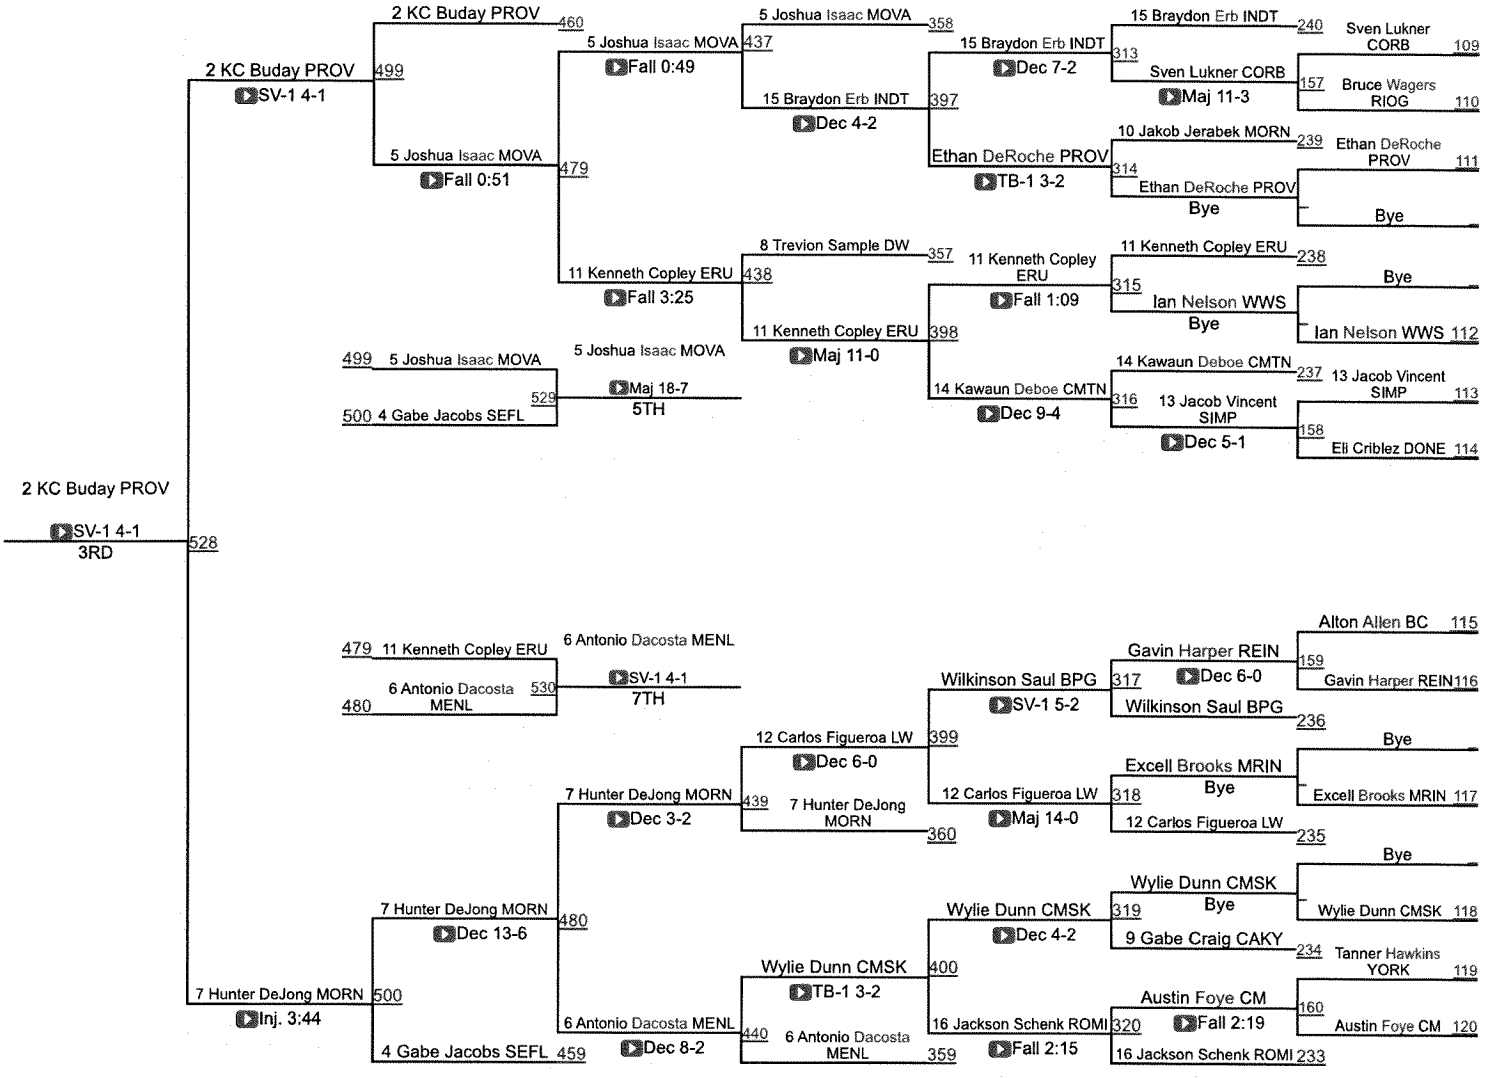 2 KC Buday PROV
460
5 Joshua Isaac MOVA
358
15 Braydon Erb INDT
240
Sven Lukner
CORB
109
5 Joshua Isaac MOVA
437
Fall 0:49
15 Braydon Erb INDT
313
Dec 7-2
2 KC Buday PROV
499
SV-1 4-1
Sven Lukner CORB
157
Maj 11-3
Bruce Wagers
RIOG
110
15 Braydon Erb INDT
397
Dec 4-2
10 Jakob Jerabek MORN
239
Ethan DeRoche
PROV
111
5 Joshua Isaac MOVA
479
Fall 0:51
Ethan DeRoche PROV
314
TB-1 3-2
Ethan DeRoche PROV
Bye
Bye
8 Trevion Sample DW
357
11 Kenneth Copley ERU
238
11 Kenneth Copley ERU
438
Fall 3:25
11 Kenneth Copley
ERU
315
Fall 1:09
Bye
Ian Nelson WWS
Bye
Ian Nelson WWS 112
11 Kenneth Copley ERU
398
Maj 11-0
499 5 Joshua Isaac MOVA
5 Joshua Isaac MOVA
14 Kawaun Deboe CMTN
237
13 Jacob Vincent
SIMP
113
529
Maj 18-7
5TH
14 Kawaun Deboe CMTN
316
Dec 9-4
13 Jacob Vincent
SIMP
158
Dec 5-1
500 4 Gabe Jacobs SEFL
Eli Criblez DONE 114
2 KC Buday PROV
SV-1 4-1
3RD
528
Alton Allen BC 115
479 11 Kenneth Copley ERU
6 Antonio Dacosta MENL
Gavin Harper REIN
159
Dec 6-0
530
SV-1 4-1
7TH
Wilkinson Saul BPG
317
SV-1 5-2
Gavin Harper REIN 116
6 Antonio Dacosta
MENL
480
Wilkinson Saul BPG
236
12 Carlos Figueroa LW
399
Dec 6-0
Bye
Excell Brooks MRIN
Bye
7 Hunter DeJong MORN
439
Dec 3-2
7 Hunter DeJong
MORN
360
12 Carlos Figueroa LW
318
Maj 14-0
Excell Brooks MRIN 117
12 Carlos Figueroa LW
235
Bye
Wylie Dunn CMSK
Bye
7 Hunter DeJong MORN
480
Dec 13-6
Wylie Dunn CMSK
319
Dec 4-2
Wylie Dunn CMSK 118
9 Gabe Craig CAKY
234
Tanner Hawkins
YORK
119
Wylie Dunn CMSK
400
TB-1 3-2
7 Hunter DeJong MORN
500
Inj. 3:44
Austin Foye CM
160
Fall 2:19
6 Antonio Dacosta MENL
440
Dec 8-2
6 Antonio Dacosta
MENL
359
16 Jackson Schenk ROMI
320
Fall 2:15
Austin Foye CM 120
4 Gabe Jacobs SEFL 459
16 Jackson Schenk ROMI 233